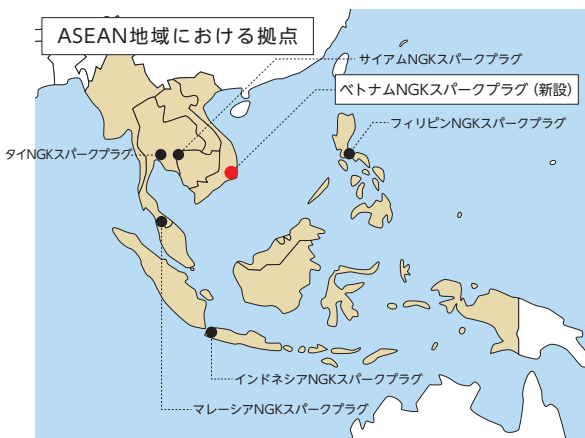 ASEAN地域における拠点
サイアムNGKスパークプラグ
ベトナムNGKスパークプラグ（新設）
フィリピンNGKスパークプラグ
タイNGKスパークプラグ
インドネシアNGKスパークプラグ
マレーシアNGKスパークプラグ